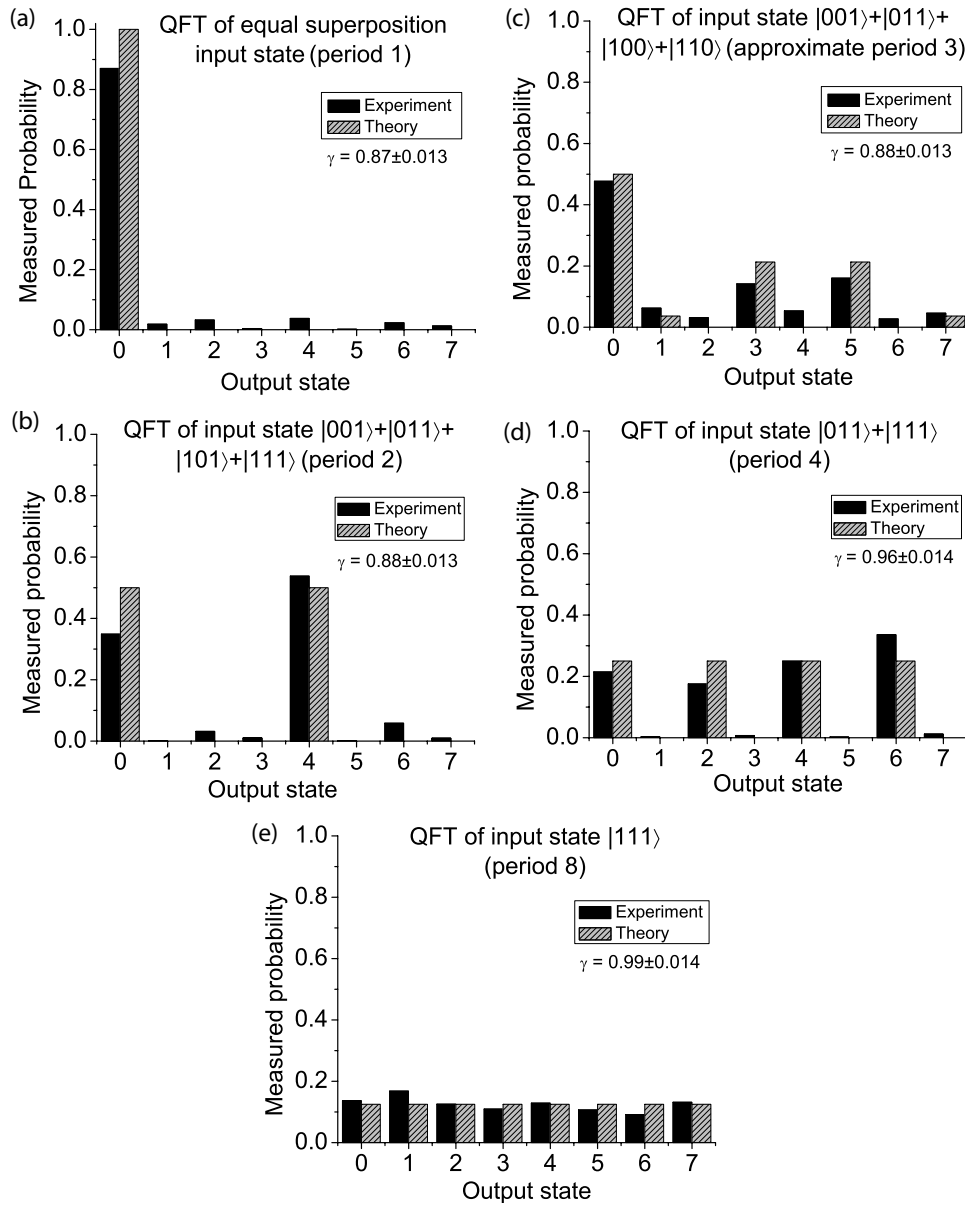 (a)
QFT of equal superposition
input state (period 1)
Measured Probability
1.0
0.8
0.6
0.4
0.2
0.0
Experiment
Theory
γ = 0.87±0.013
0 1 2 3 4 5 6 7
Output state
(c)
QFT of input state |001⟩+|011⟩+
|100⟩+|110⟩ (approximate period 3)
Measured probability
1.0
0.8
0.6
0.4
0.2
0.0
Experiment
Theory
γ = 0.88±0.013
0 1 2 3 4 5 6 7
Output state
(b)
QFT of input state |001⟩+|011⟩+
|101⟩+|111⟩ (period 2)
Measured probability
1.0
0.8
0.6
0.4
0.2
0.0
Experiment
Theory
γ = 0.88±0.013
0 1 2 3 4 5 6 7
Output state
(d)
QFT of input state |011⟩+|111⟩
(period 4)
Measured probability
1.0
0.8
0.6
0.4
0.2
0.0
Experiment
Theory
γ = 0.96±0.014
0 1 2 3 4 5 6 7
Output state
(e)
QFT of input state |111⟩
(period 8)
Measured probability
1.0
0.8
0.6
0.4
0.2
0.0
Experiment
Theory
γ = 0.99±0.014
0 1 2 3 4 5 6 7
Output state